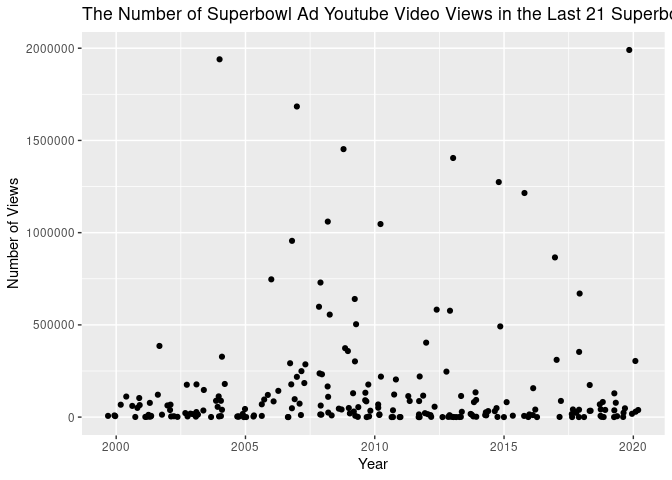 The Number of Superbowl Ad Youtube Video Views in the Last 21 Superbo
2000000
1500000
1000000
500000
0
Number of Views
2000 2005 2010 2015 2020
Year